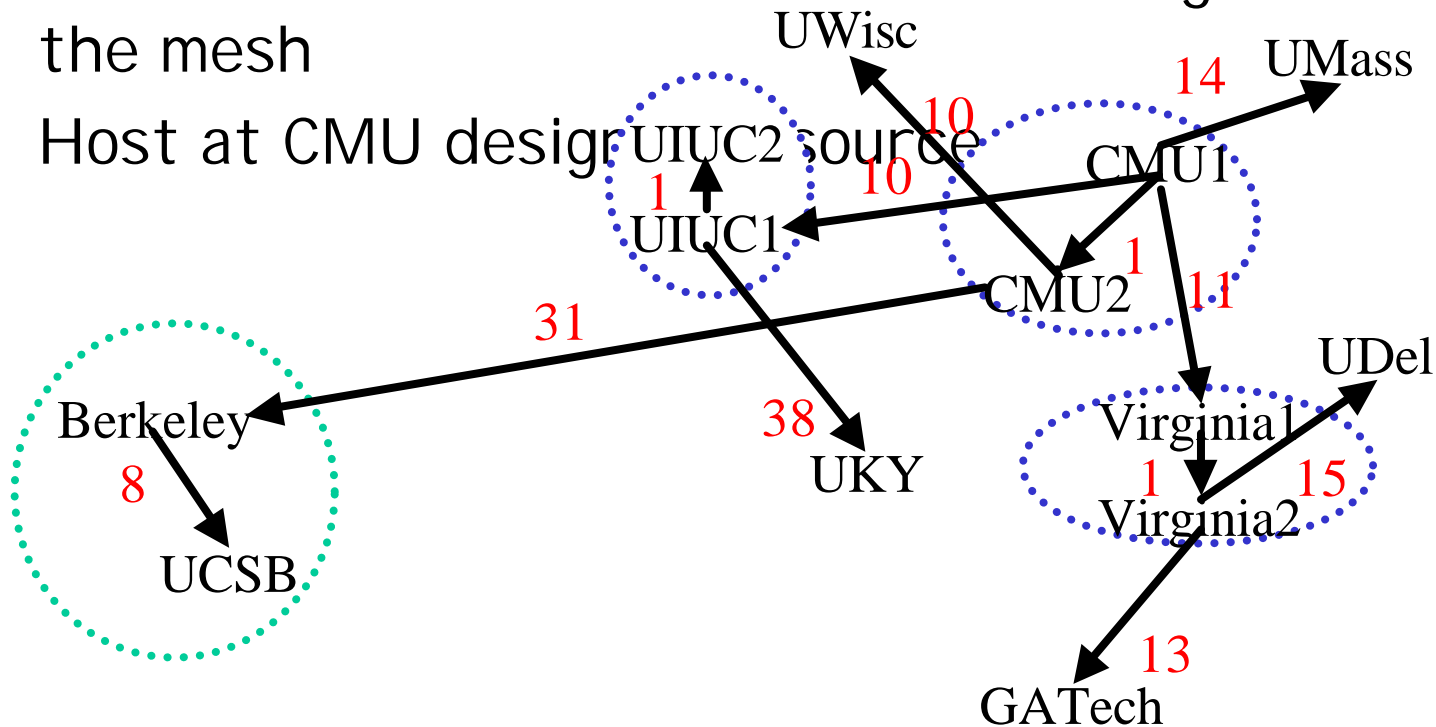 the mesh
Host at CMU source
UWisc
UMass
14
10
UIUC2
CMU1
10
1
UIUC1
1
CMU2
11
31
UDel
Berkeley
38
Virginia1
8
UKY
1
15
Virginia2
UCSB
13
GATech